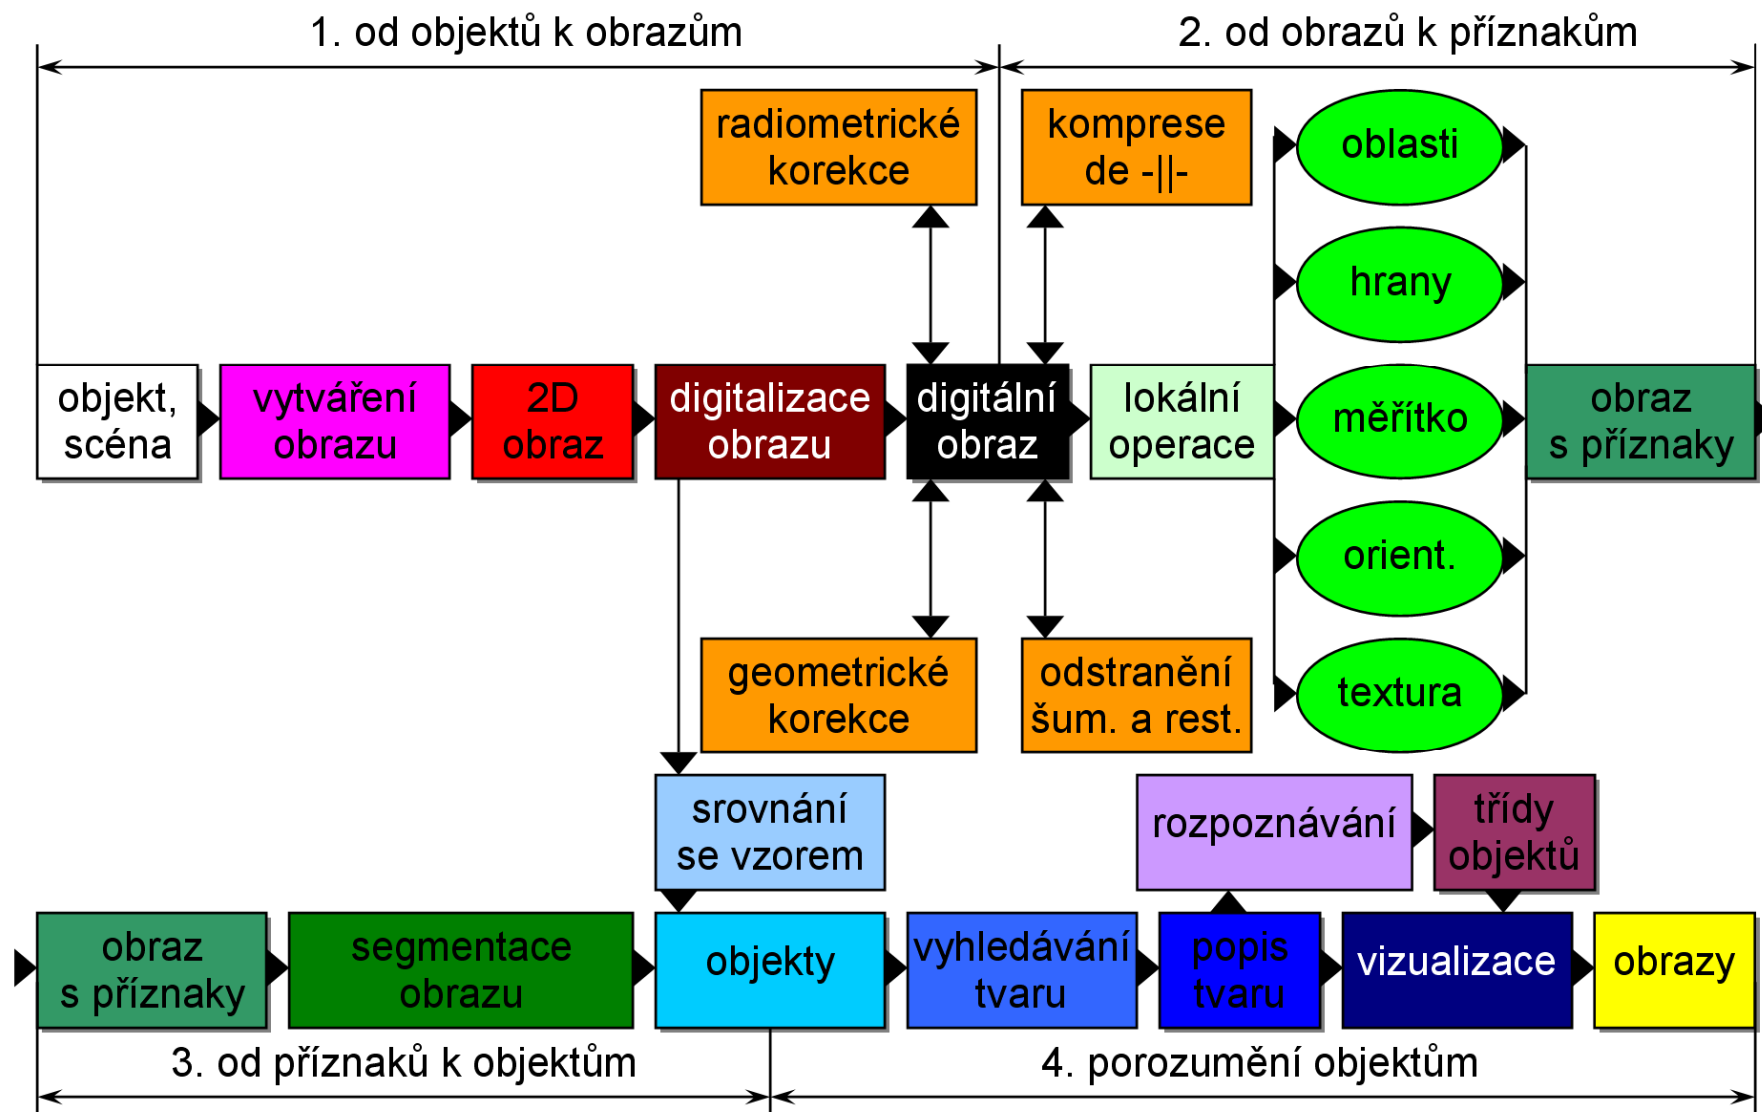 1. od objektů k obrazům
2. od obrazů k příznakům
radiometrické
korekce
komprese
de -||-
oblasti
hrany
objekt,
scéna
vytváření
obrazu
2D
obraz
digitalizace
obrazu
digitální
obraz
lokální
operace
měřítko
obraz
s příznaky
orient.
geometrické
korekce
odstranění
šum. a rest.
textura
srovnání
se vzorem
rozpoznávání
třídy
objektů
obraz
s příznaky
segmentace
obrazu
objekty
vyhledávání
tvaru
popis
tvaru
vizualizace
obrazy
3. od příznaků k objektům
4. porozumění objektům